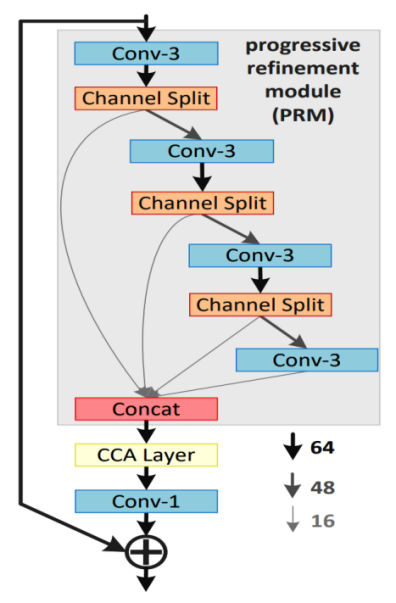 Conv-3
progressive
refinement
module
(PRM)
Channel Split
Conv-3
Channel Split
Conv-3
Channel Split
Conv-3
Concat
CCA Layer
64
48
Conv-1
16